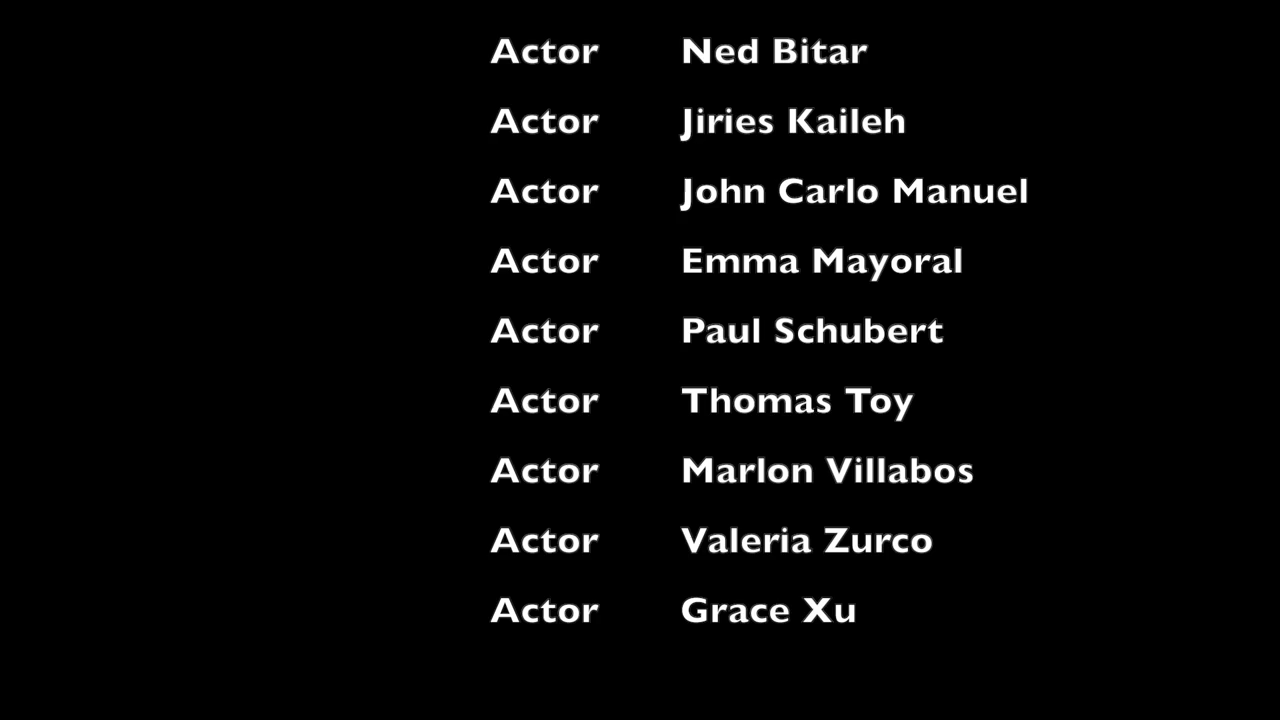 Actor Ned Bitar
Actor Jiries Kaileh
Actor John Carlo Manuel
Actor Emma Mayoral
Actor Paul Schubert
Actor Thomas Toy
Actor Marlon Villabos
Actor Valeria Zurco
Actor Grace Xu